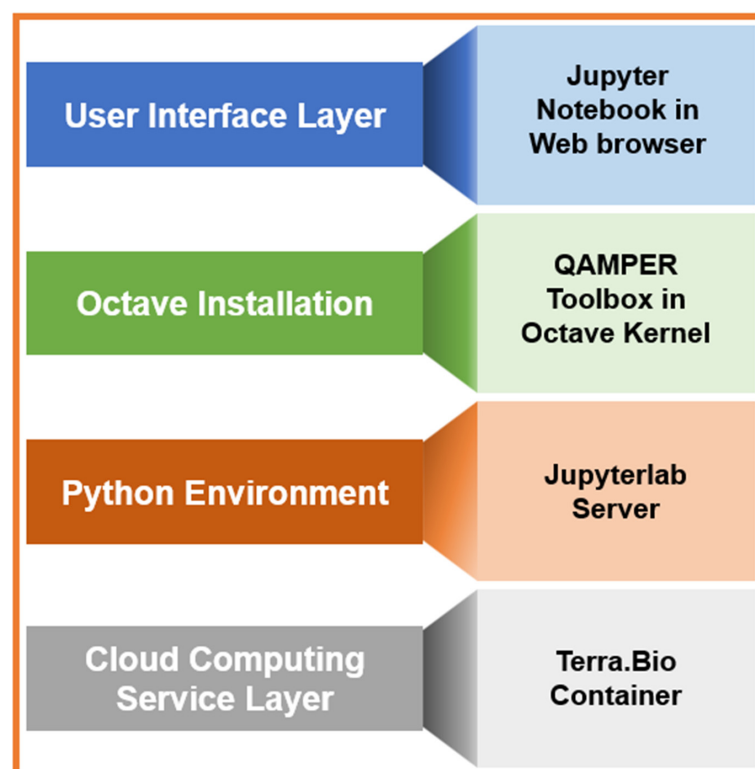 User Interface Layer
Jupyter
Notebook in
Web browser
Octave Installation
QAMPER
Toolbox in
Octave Kernel
Python Environment
Jupyterlab
Server
Cloud Computing
Service Layer
Terra.Bio
Container